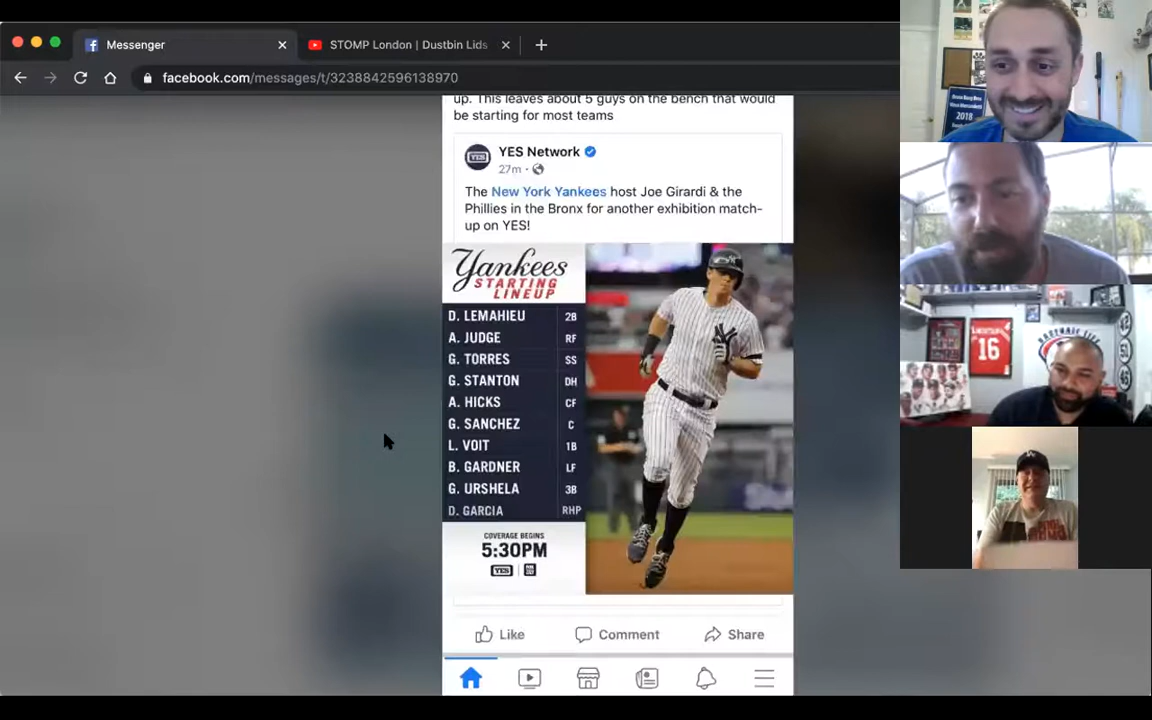 Messenger
STOMP London | Dustbin Lids
facebook.com/messages/t/3238842596138970
up. This leaves about 5 guys on the bench that would
be starting for most teams
YES Network
27m
The New York Yankees host Joe Girardi & the
Phillies in the Bronx for another exhibition match-
up on YES!
Yankees
STARTING
LINEUP
D. LEMAHIEU 2B
A. JUDGE RF
G. TORRES SS
G. STANTON DH
A. HICKS CF
G. SANCHEZ C
L. VOIT 1B
B. GARDNER LF
G. URSHELA 3B
D. GARCIA RHP
COVERAGE BEGINS
5:30PM
YES
Like
Comment
Share
2018
16
42
51